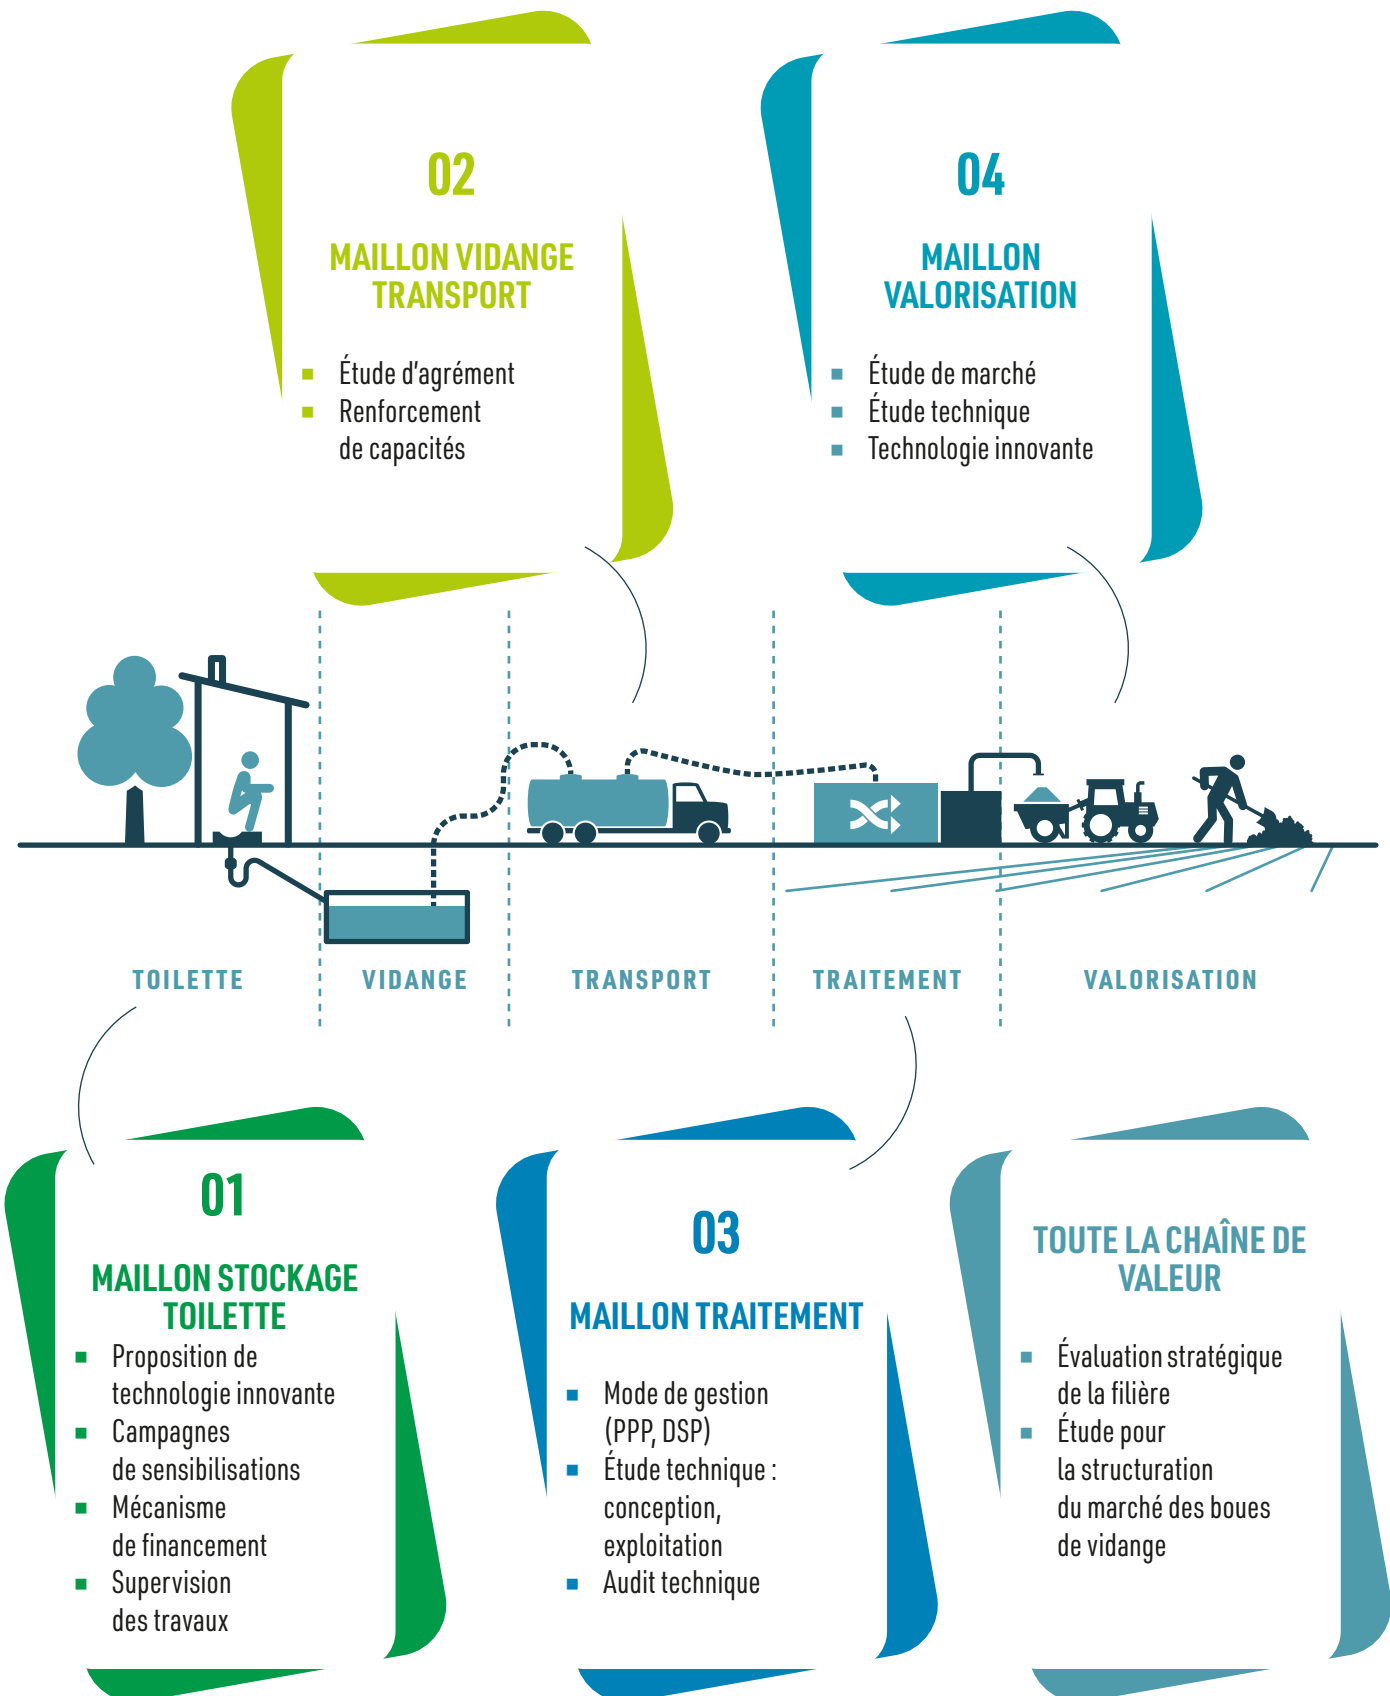 02
MAILLON VIDANGE
TRANSPORT
▪ Étude d'agrément
▪ Renforcement
de capacités
04
MAILLON
VALORISATION
▪ Étude de marché
▪ Étude technique
▪ Technologie innovante
TOILETTE
VIDANGE
TRANSPORT
TRAITEMENT
VALORISATION
01
MAILLON STOCKAGE
TOILETTE
▪ Proposition de
technologie innovante
▪ Campagnes
de sensibilisations
▪ Mécanisme
de financement
▪ Supervision
des travaux
03
MAILLON TRAITEMENT
▪ Mode de gestion
(PPP, DSP)
▪ Étude technique :
conception,
exploitation
▪ Audit technique
TOUTE LA CHAÎNE DE
VALEUR
▪ Évaluation stratégique
de la filière
▪ Étude pour
la structuration
du marché des boues
de vidange